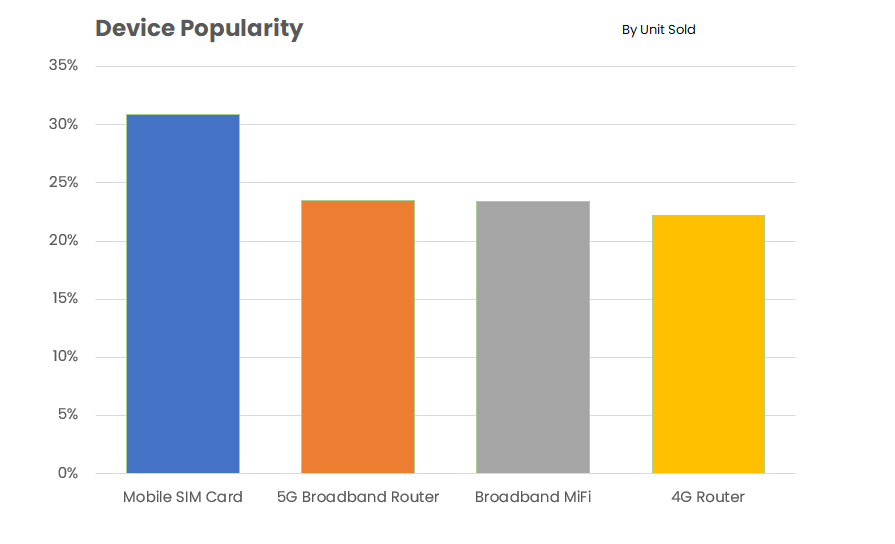 Device Popularity
By Unit Sold
35%
30%
25%
20%
15%
10%
5%
0%
Mobile SIM Card
5G Broadband Router
Broadband MiFi
4G Router